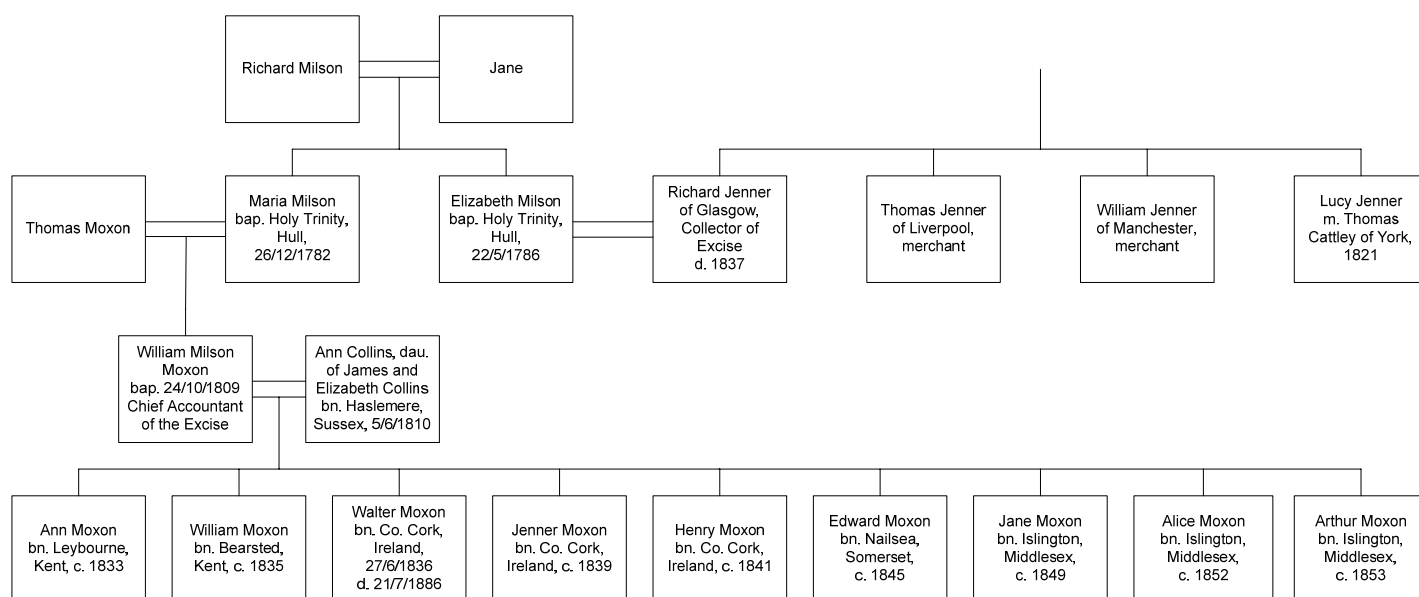 Richard Milson
Jane
Thomas Moxon
Maria Milson
bap. Holy Trinity,
Hull,
26/12/1782
Elizabeth Milson
bap. Holy Trinity,
Hull,
22/5/1786
Richard Jenner
of Glasgow,
Collector of
Excise
d. 1837
Thomas Jenner
of Liverpool,
merchant
William Jenner
of Manchester,
merchant
Lucy Jenner
m. Thomas
Cattley of York,
1821
William Milson
Moxon
bap. 24/10/1809
Chief Accountant
of the Excise
Ann Collins, dau.
of James and
Elizabeth Collins
bn. Haslemere,
Sussex, 5/6/1810
Ann Moxon
bn. Leybourne,
Kent, c. 1833
William Moxon
bn. Bearsted,
Kent, c. 1835
Walter Moxon
bn. Co. Cork,
Ireland,
27/6/1836
d. 21/7/1886
Jenner Moxon
bn. Co. Cork,
Ireland, c. 1839
Henry Moxon
bn. Co. Cork,
Ireland, c. 1841
Edward Moxon
bn. Nailsea,
Somerset,
c. 1845
Jane Moxon
bn. Islington,
Middlesex,
c. 1849
Alice Moxon
bn. Islington,
Middlesex,
c. 1852
Arthur Moxon
bn. Islington,
Middlesex,
c. 1853